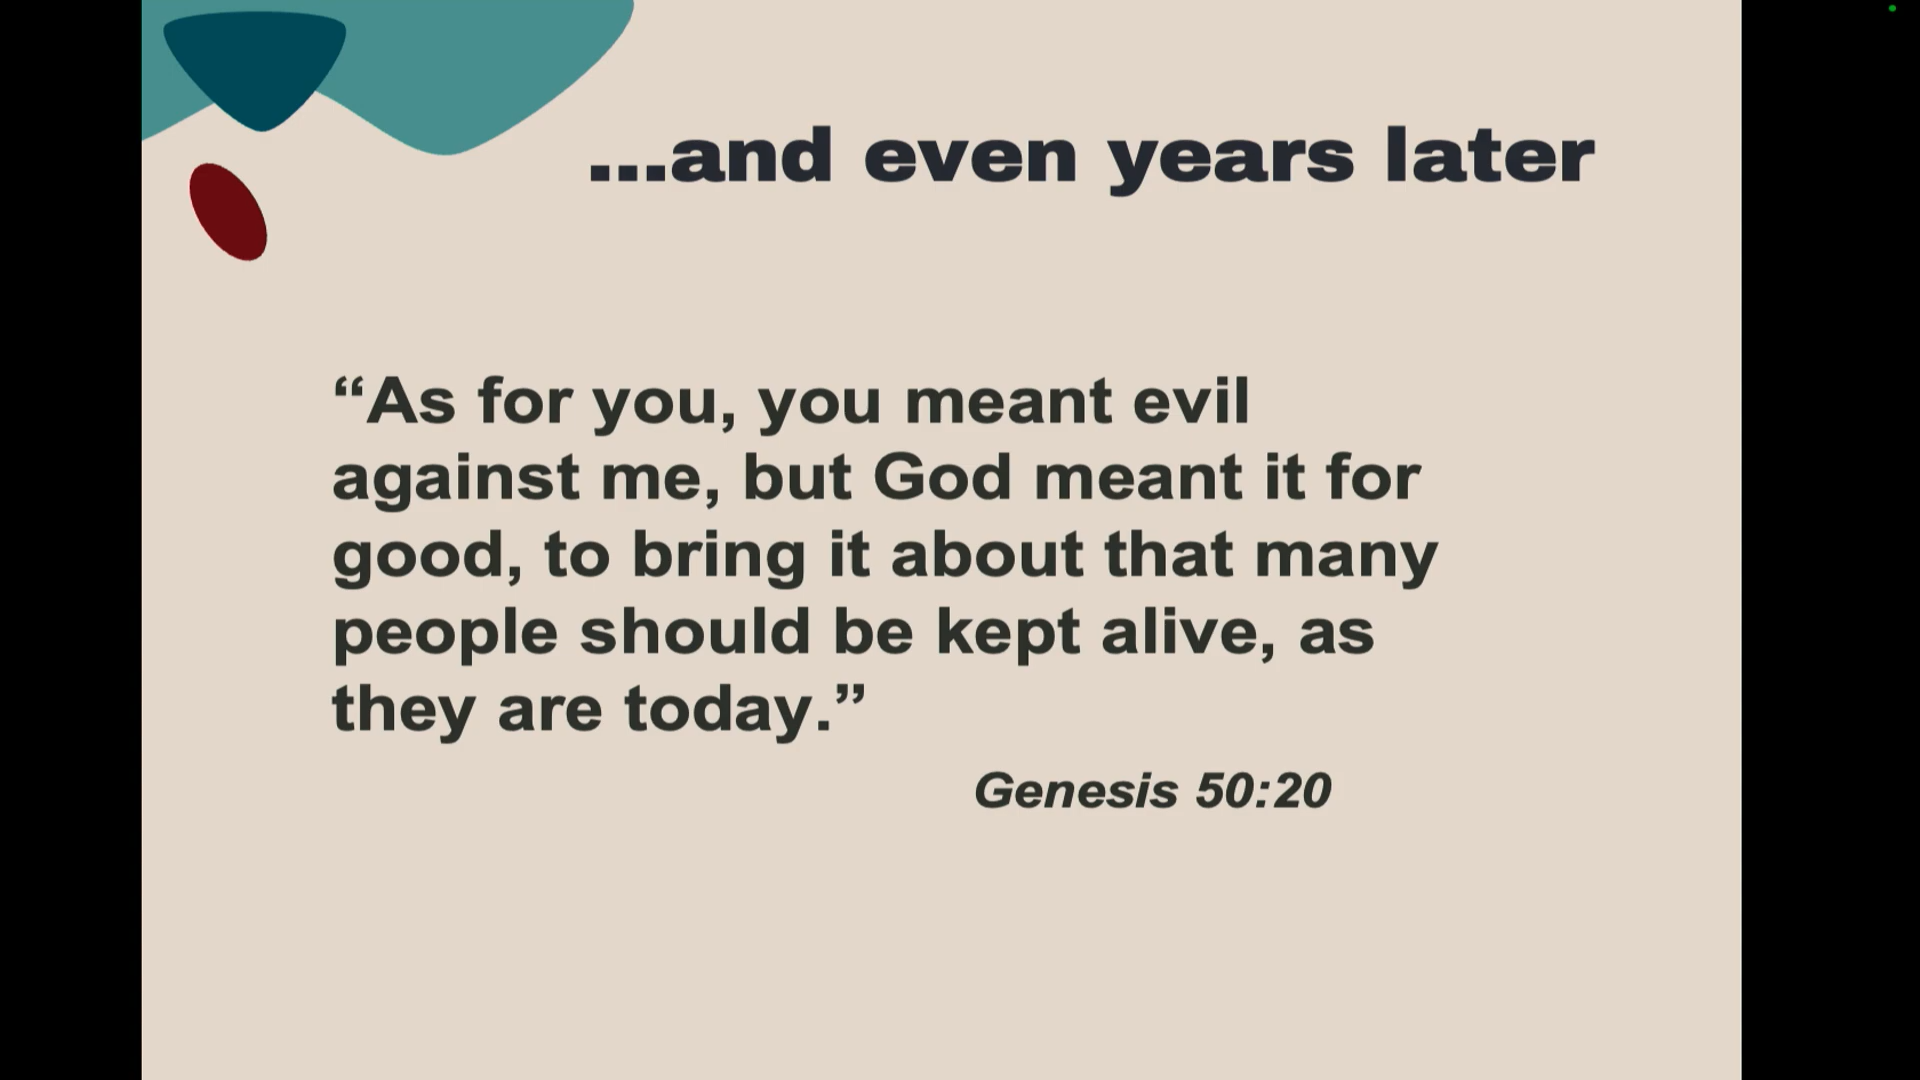 ...and even years later
“As for you, you meant evil
against me, but God meant it for
good, to bring it about that many
people should be kept alive, as
they are today.”
Genesis 50:20